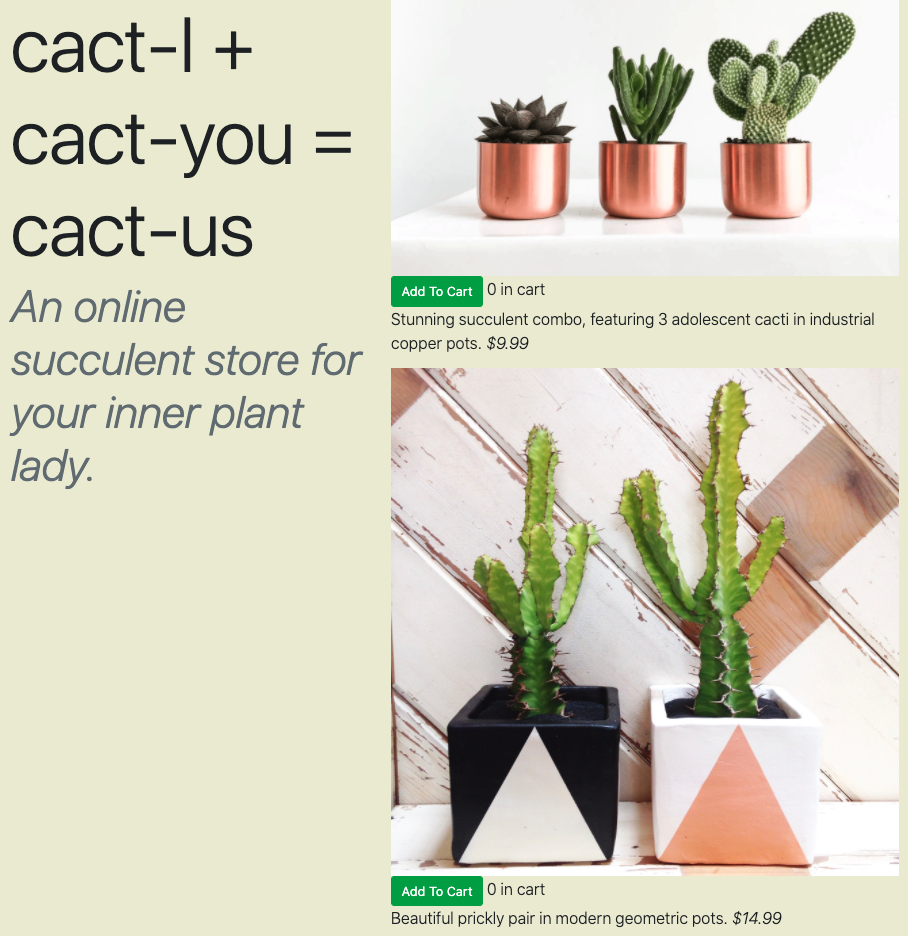 cact-I +
cact-you =
cact-us
An online
succulent store for
your inner plant
lady.
Add To Cart 0 in cart
Stunning succulent combo, featuring 3 adolescent cacti in industrial
copper pots. $9.99
Add To Cart 0 in cart
Beautiful prickly pair in modern geometric pots. $14.99